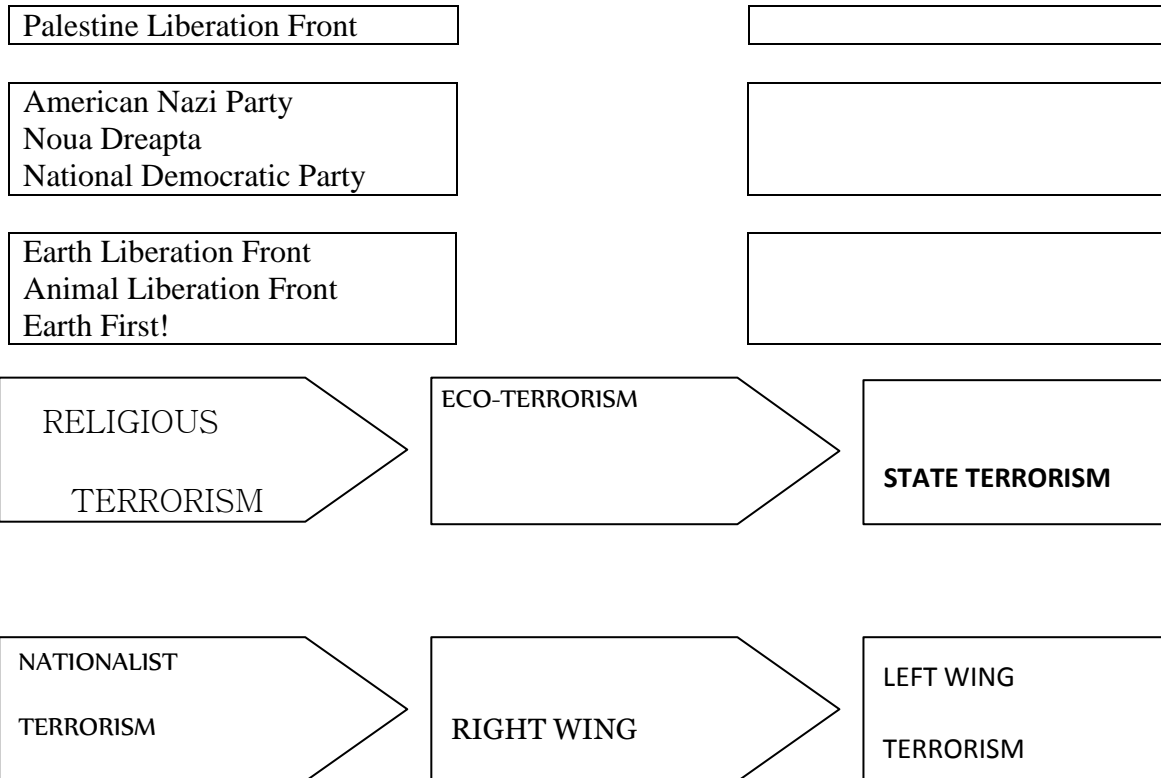 Palestine Liberation Front
American Nazi Party
Noua Dreapta
National Democratic Party
Earth Liberation Front
Animal Liberation Front
Earth First!
RELIGIOUS
TERRORISM
ECO-TERRORISM
STATE TERRORISM
NATIONALIST
TERRORISM
RIGHT WING
LEFT WING
TERRORISM